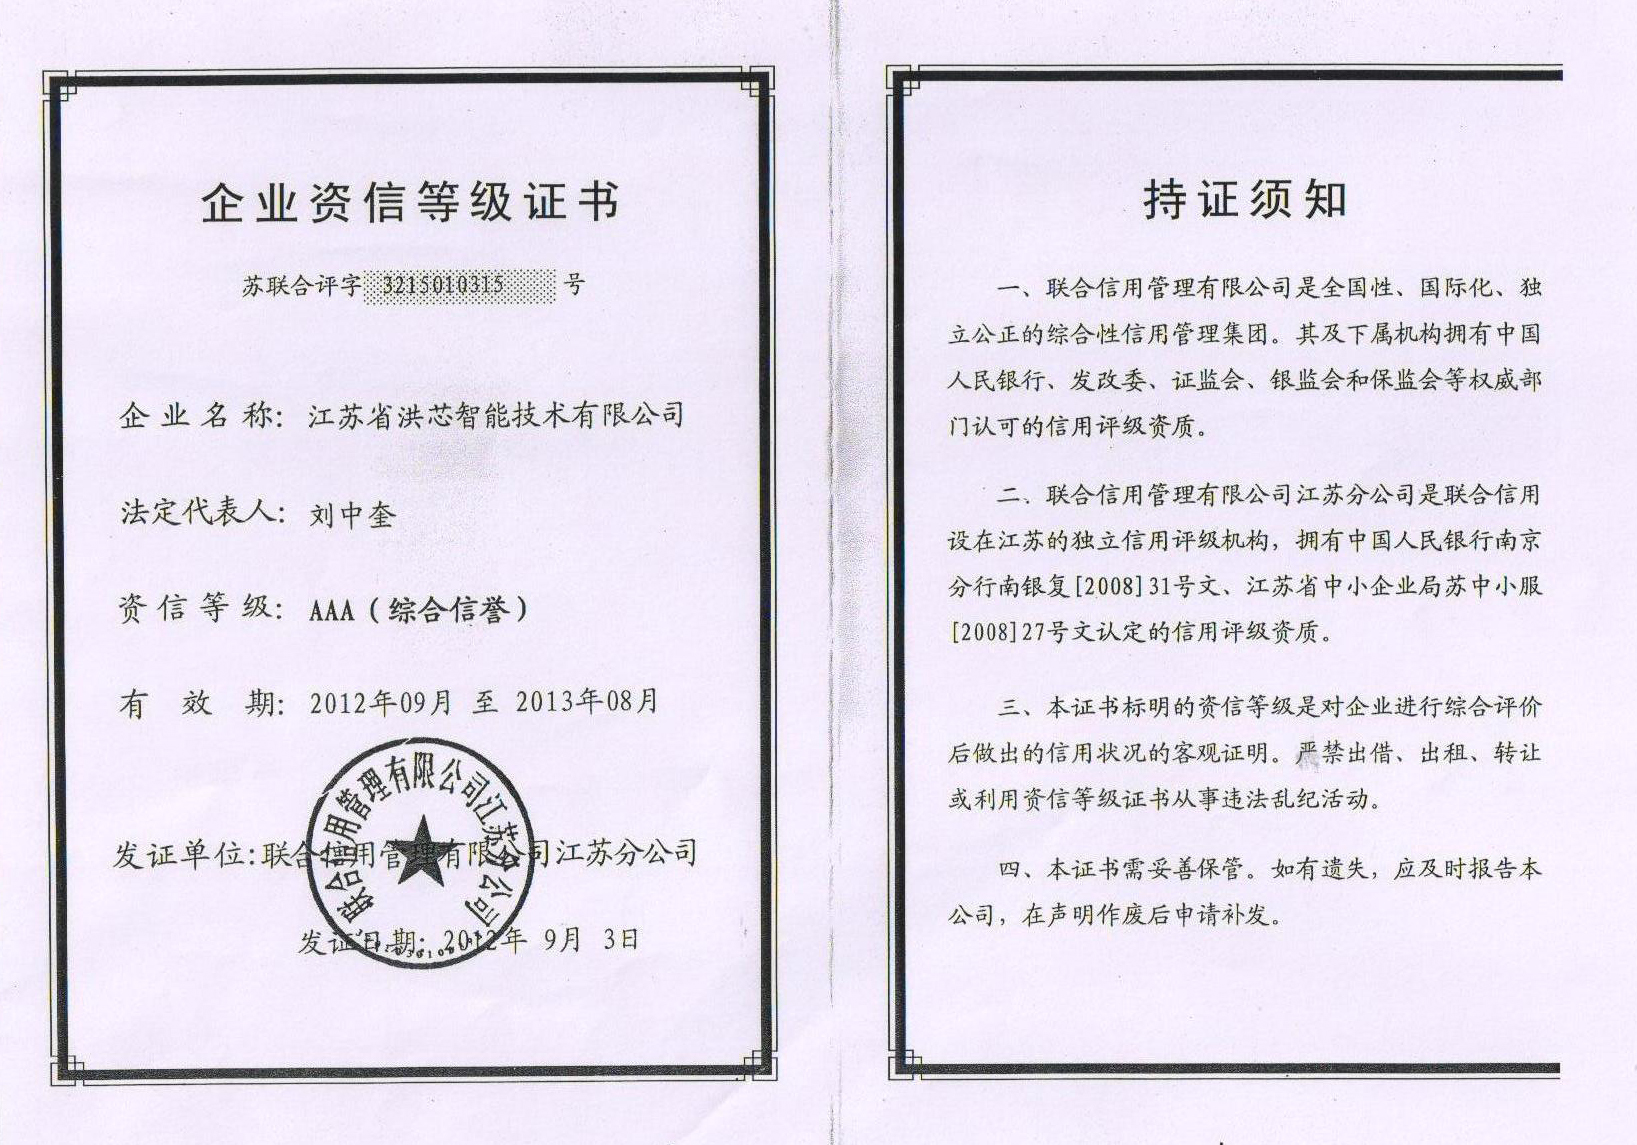 企业资信等级证书
苏联合评字 3215010315 号
企业名称: 江苏省洪芯智能技术有限公司
法定代表人: 刘中奎
资信等级: AAA(综合信誉)
有效期: 2012年09月 至 2013年08月
联合信用管理有限公司江苏分公司
发证单位:联合信用管理有限公司江苏分公司
发证日期: 2012年 9月 3日
持证须知
一、联合信用管理有限公司是全国性、国际化、独
立公正的综合性信用管理集团。其及下属机构拥有中国
人民银行、发改委、证监会、银监会和保监会等权威部
门认可的信用评级资质。
二、联合信用管理有限公司江苏分公司是联合信用
设在江苏的独立信用评级机构，拥有中国人民银行南京
分行南银复[2008]31号文、江苏省中小企业局苏中小服
[2008]27号文认定的信用评级资质。
三、本证书标明的资信等级是对企业进行综合评价
后做出的信用状况的客观证明。严禁出借、出租、转让
或利用资信等级证书从事违法乱纪活动。
四、本证书需妥善保管。如有遗失，应及时报告本
公司，在声明作废后申请补发。